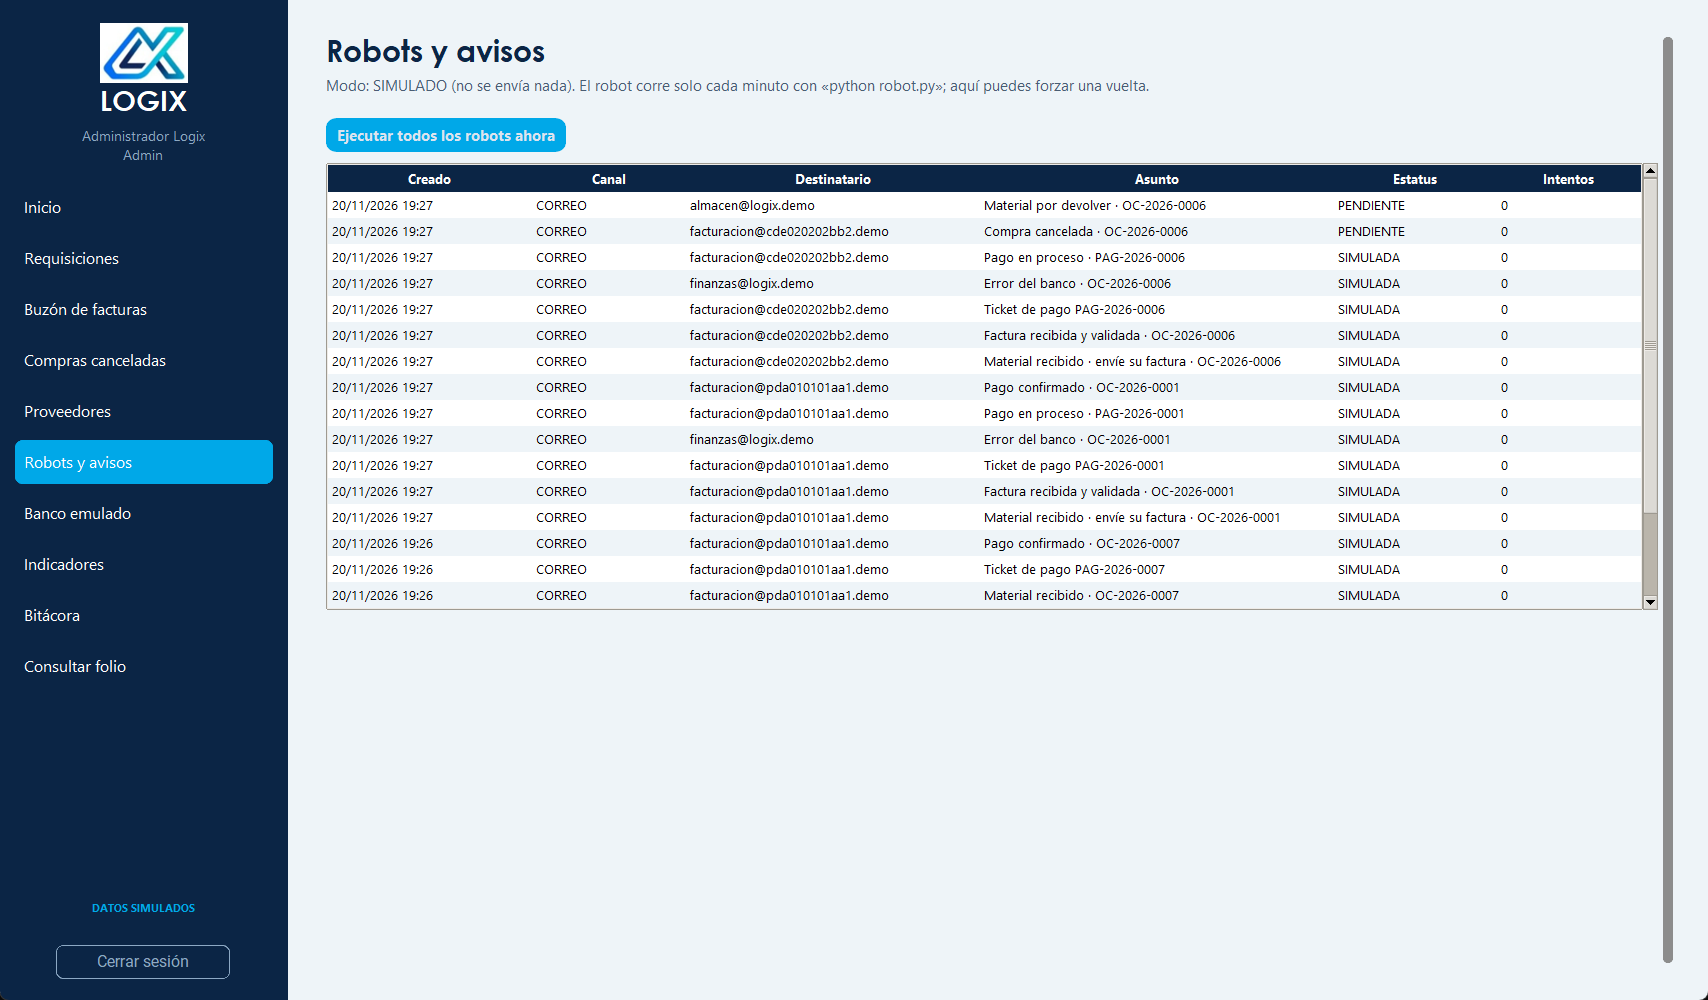 LOGIX
Administrador Logix
Admin
Inicio
Requisiciones
Buzón de facturas
Compras canceladas
Proveedores
Robots y avisos
Banco emulado
Indicadores
Bitácora
Consultar folio
DATOS SIMULADOS
Cerrar sesión
Robots y avisos
Modo: SIMULADO (no se envía nada). El robot corre solo cada minuto con «python robot.py»; aquí puedes forzar una vuelta.
Ejecutar todos los robots ahora
Creado Canal Destinatario Asunto Estatus Intentos
20/11/2026 19:27 CORREO almacen@logix.demo Material por devolver · OC-2026-0006 PENDIENTE 0
20/11/2026 19:27 CORREO facturacion@cde020202bb2.demo Compra cancelada · OC-2026-0006 PENDIENTE 0
20/11/2026 19:27 CORREO facturacion@cde020202bb2.demo Pago en proceso · PAG-2026-0006 SIMULADA 0
20/11/2026 19:27 CORREO finanzas@logix.demo Error del banco · OC-2026-0006 SIMULADA 0
20/11/2026 19:27 CORREO facturacion@cde020202bb2.demo Ticket de pago PAG-2026-0006 SIMULADA 0
20/11/2026 19:27 CORREO facturacion@cde020202bb2.demo Factura recibida y validada · OC-2026-0006 SIMULADA 0
20/11/2026 19:27 CORREO facturacion@cde020202bb2.demo Material recibido · envíe su factura · OC-2026-0006 SIMULADA 0
20/11/2026 19:27 CORREO facturacion@pda010101aa1.demo Pago confirmado · OC-2026-0001 SIMULADA 0
20/11/2026 19:27 CORREO facturacion@pda010101aa1.demo Pago en proceso · PAG-2026-0001 SIMULADA 0
20/11/2026 19:27 CORREO finanzas@logix.demo Error del banco · OC-2026-0001 SIMULADA 0
20/11/2026 19:27 CORREO facturacion@pda010101aa1.demo Ticket de pago PAG-2026-0001 SIMULADA 0
20/11/2026 19:27 CORREO facturacion@pda010101aa1.demo Factura recibida y validada · OC-2026-0001 SIMULADA 0
20/11/2026 19:27 CORREO facturacion@pda010101aa1.demo Material recibido · envíe su factura · OC-2026-0001 SIMULADA 0
20/11/2026 19:26 CORREO facturacion@pda010101aa1.demo Pago confirmado · OC-2026-0007 SIMULADA 0
20/11/2026 19:26 CORREO facturacion@pda010101aa1.demo Ticket de pago PAG-2026-0007 SIMULADA 0
20/11/2026 19:26 CORREO facturacion@pda010101aa1.demo Material recibido · OC-2026-0007 SIMULADA 0